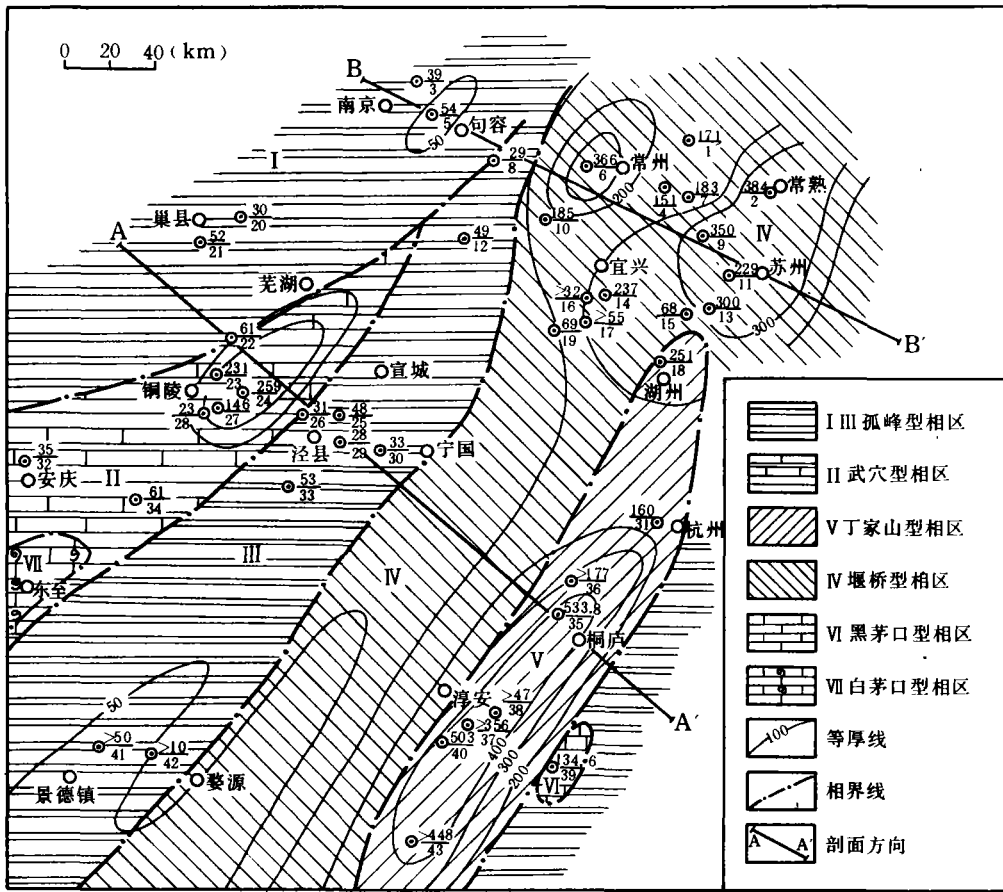 0 20 40 (km)
B
39
3
南京
54
5
句容
50
I
29
8
171
1
366
6
常州
200
151
4
183
7
384
2
常熟
巢县
30
20
52
21
A
185
10
49
12
350
9
IV
芜湖
宜兴
229
11
苏州
>32
16
237
14
300
13
300
68
15
>55
17
69
19
B′
61
22
251
18
湖州
宣城
231
23
铜陵
259
24
146
27
23
28
31
26
48
25
泾县
28
29
33
30
宁国
35
32
安庆
II
61
34
53
33
160
31
杭州
III
VII
东至
IV
>177
36
533.8
35
桐庐
V
50
淳安
>47
38
>356
37
503
40
400
300
200
A′
>50
41
>10
42
134.6
39
VI
景德镇
婺源
>448
43
I III 孤峰型相区
II 武穴型相区
V 丁家山型相区
IV 堰桥型相区
VI 黑茅口型相区
VII 白茅口型相区
100
等厚线
相界线
A A′
剖面方向